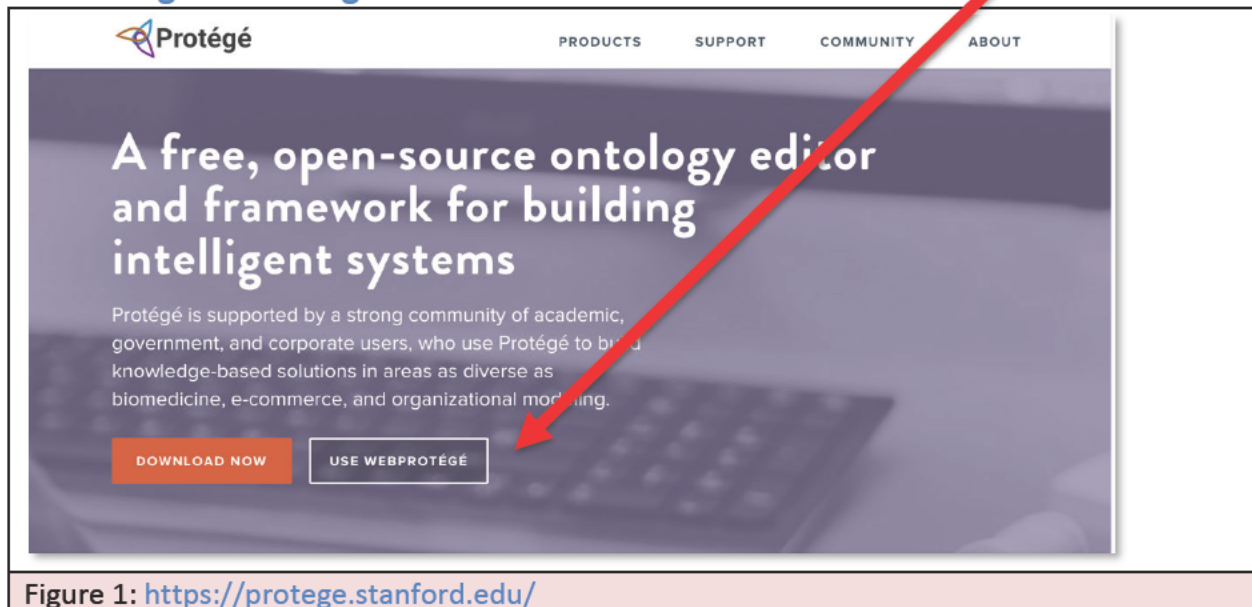 Protégé
PRODUCTS SUPPORT COMMUNITY ABOUT
A free, open-source ontology editor
and framework for building
intelligent systems
Protégé is supported by a strong community of academic,
government, and corporate users, who use Protégé to build
knowledge-based solutions in areas as diverse as
biomedicine, e-commerce, and organizational modeling.
DOWNLOAD NOW USE WEBPROTÉGÉ
Figure 1: https://protege.stanford.edu/